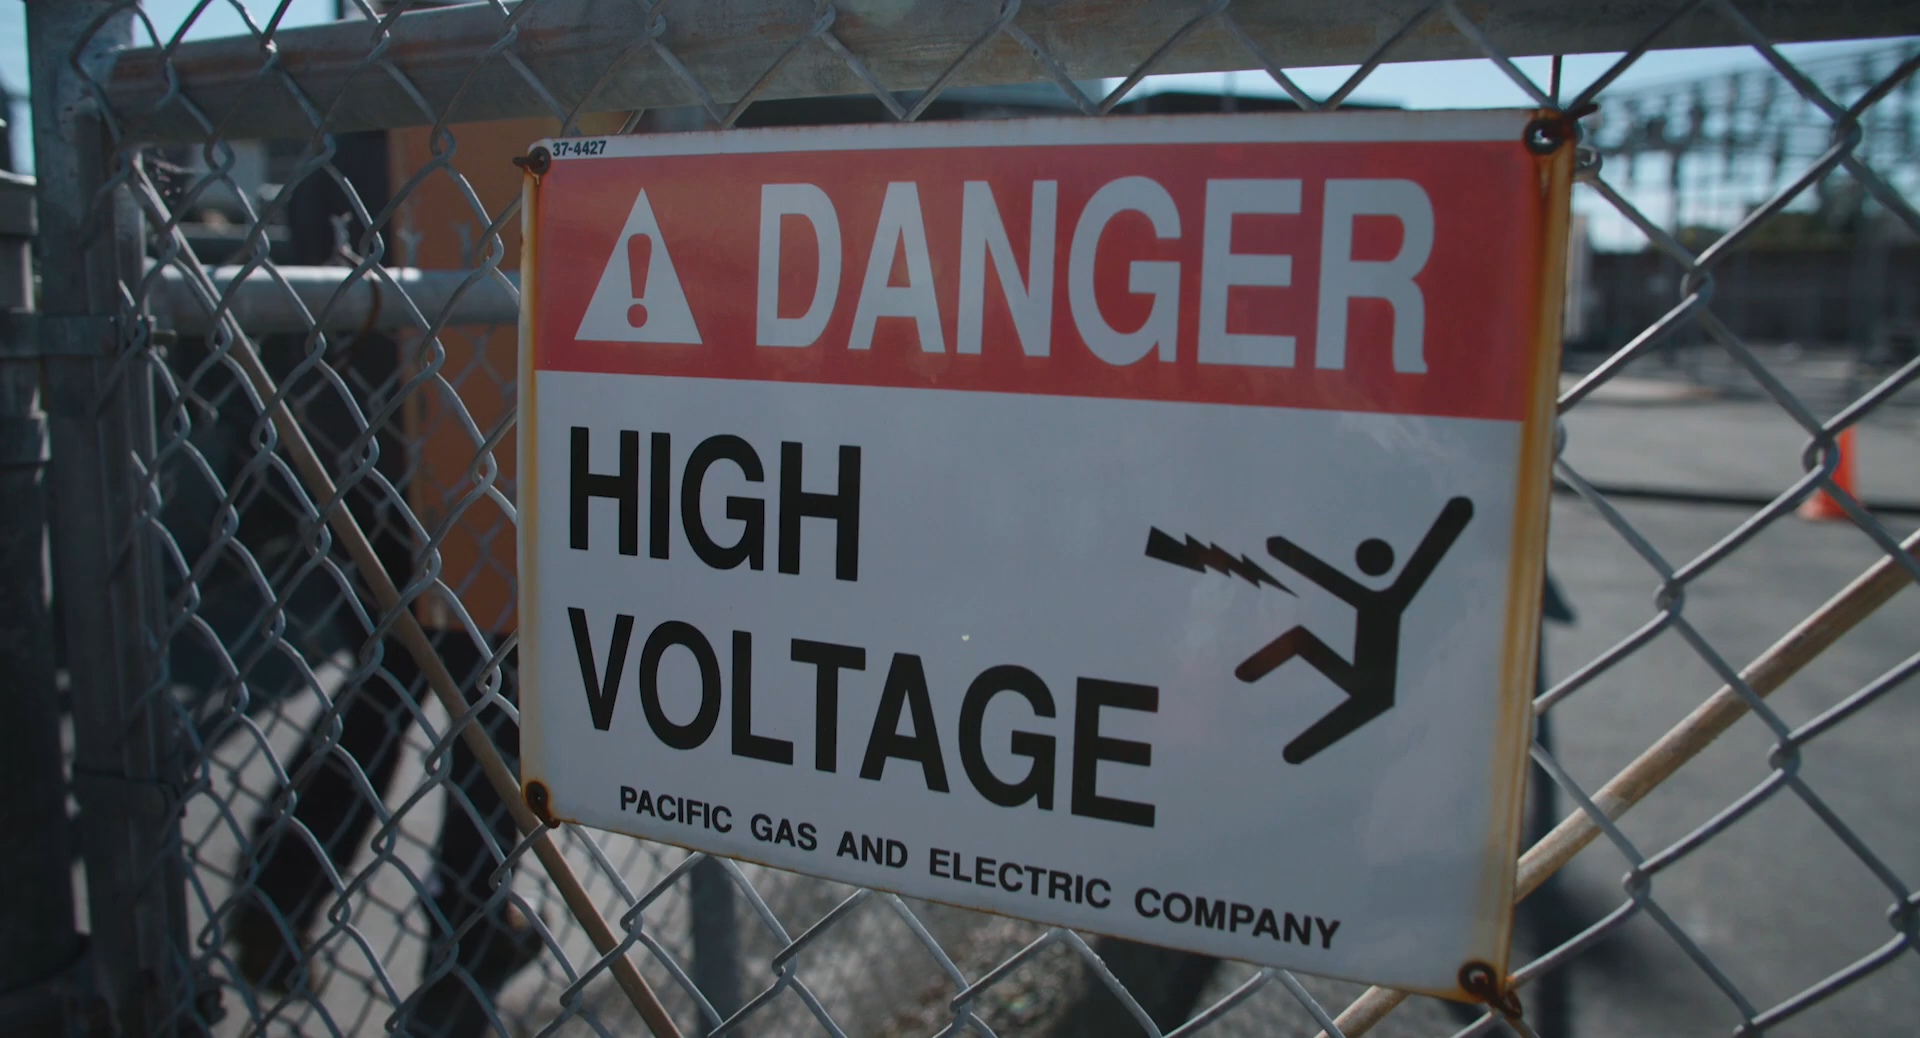 37-4427
DANGER
HIGH
VOLTAGE
PACIFIC GAS AND ELECTRIC COMPANY